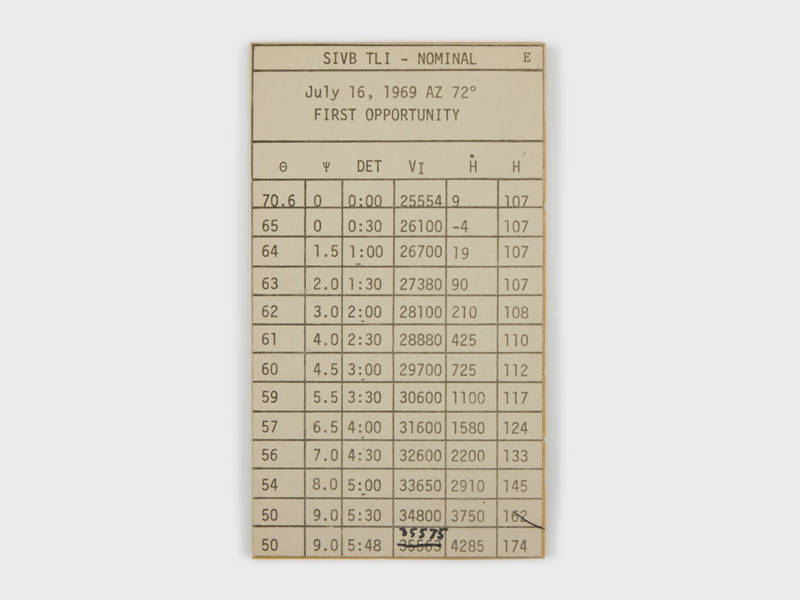 SIVB TLI - NOMINAL E
July 16, 1969 AZ 72°
FIRST OPPORTUNITY
Θ Ψ DET VI Ḣ H
70.6 0 0:00 25554 9 107
65 0 0:30 26100 -4 107
64 1.5 1:00 26700 19 107
63 2.0 1:30 27380 90 107
62 3.0 2:00 28100 210 108
61 4.0 2:30 28880 425 110
60 4.5 3:00 29700 725 112
59 5.5 3:30 30600 1100 117
57 6.5 4:00 31600 1580 124
56 7.0 4:30 32600 2200 133
54 8.0 5:00 33650 2910 145
50 9.0 5:30 34800 3750 162
35575
50 9.0 5:48 35563 4285 174